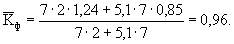 K̅ф = (7·2·1,24 + 5,1·7·0,85) / (7·2 + 5,1·7) = 0,96.